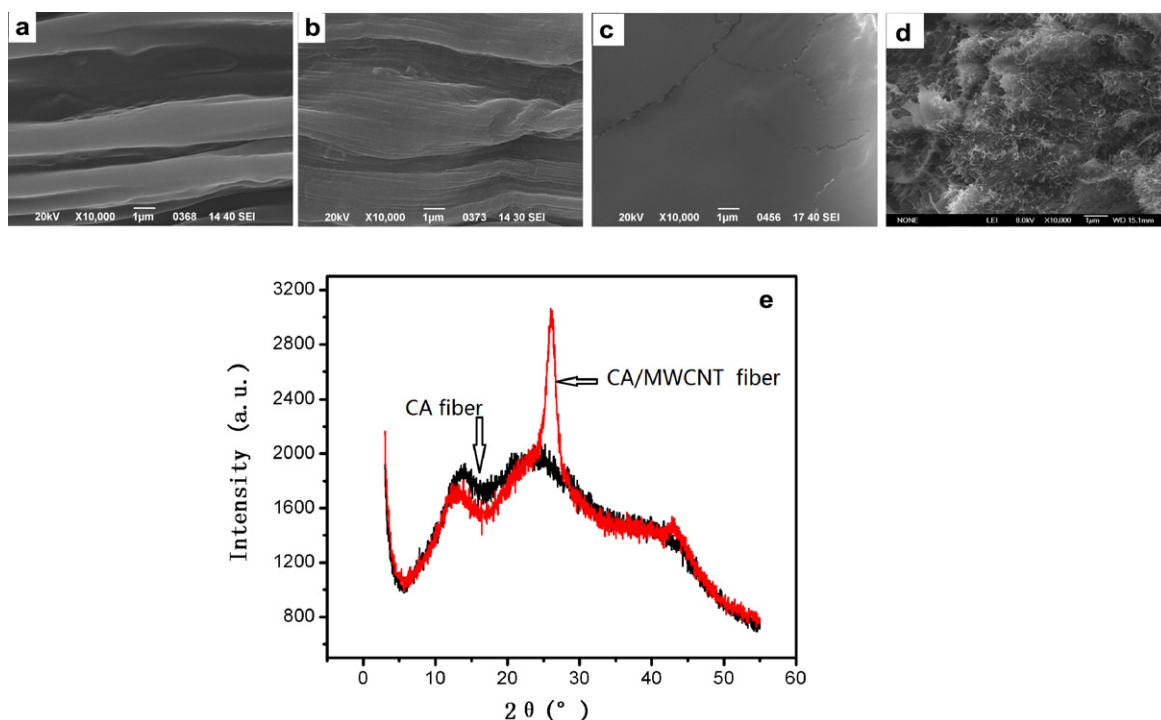 a
b
c
d
20kV X10,000 1µm 0368 14 40 SEI
20kV X10,000 1µm 0373 14 30 SEI
20kV X10,000 1µm 0456 17 40 SEI
NONE LEI 8.0kV X10,000 1µm WD 15.1mm
e
3200
2800
2400
2000
1600
1200
800
Intensity (a.u.)
CA/MWCNT fiber
CA fiber
0 10 20 30 40 50 60
2θ(°)